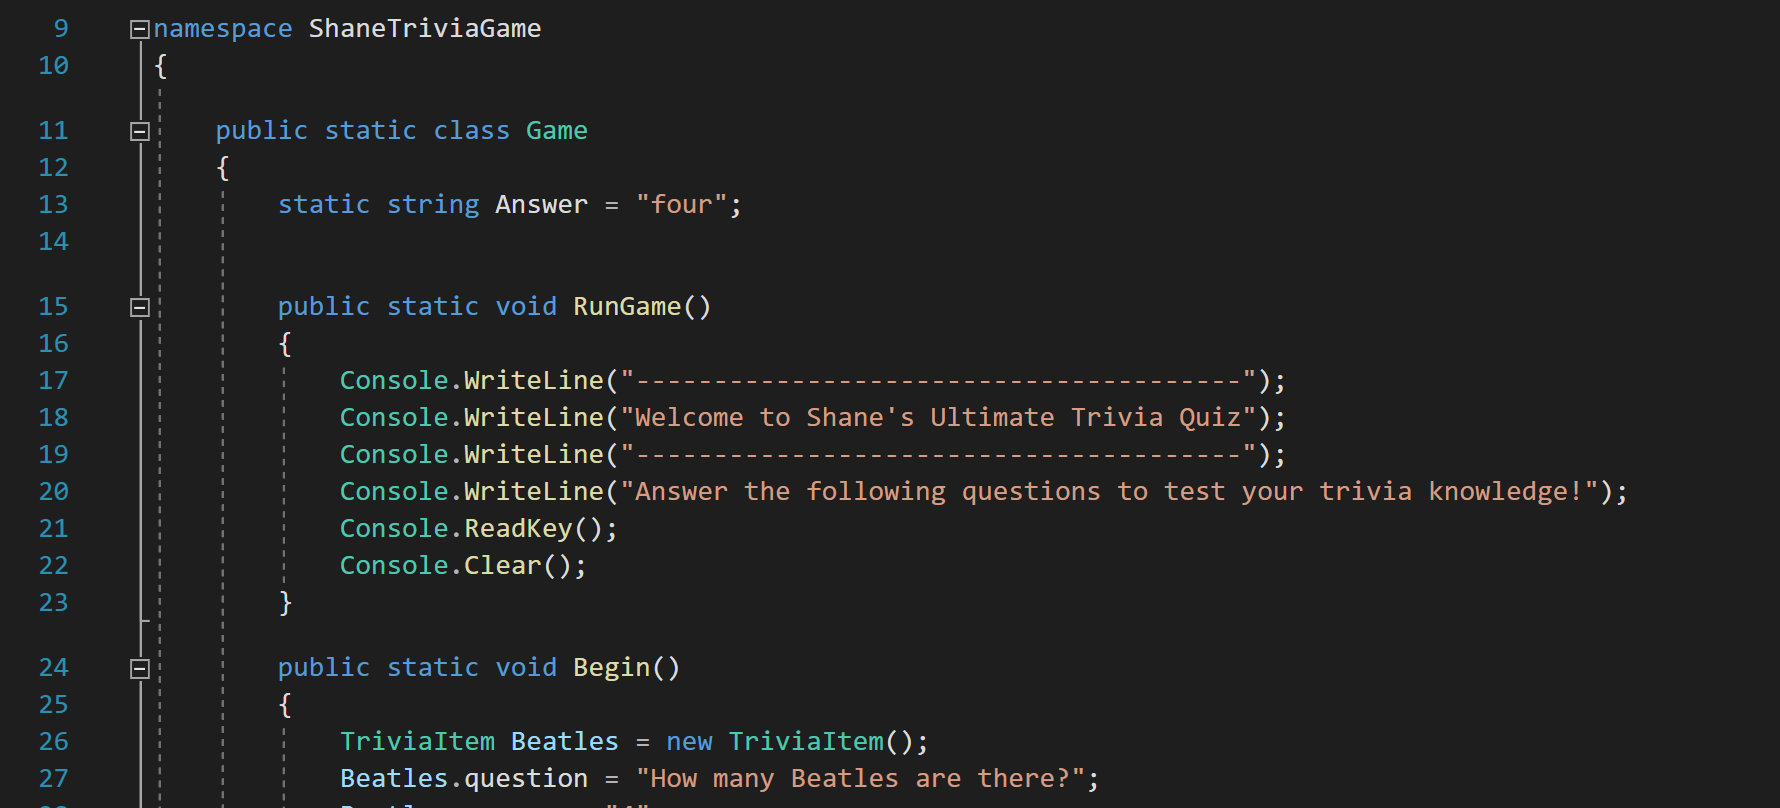 9 namespace ShaneTriviaGame
10 {
11 public static class Game
12 {
13 static string Answer = "four";
14
15 public static void RunGame()
16 {
17 Console.WriteLine("---------------------------------------");
18 Console.WriteLine("Welcome to Shane's Ultimate Trivia Quiz");
19 Console.WriteLine("---------------------------------------");
20 Console.WriteLine("Answer the following questions to test your trivia knowledge!");
21 Console.ReadKey();
22 Console.Clear();
23 }
24 public static void Begin()
25 {
26 TriviaItem Beatles = new TriviaItem();
27 Beatles.question = "How many Beatles are there?";